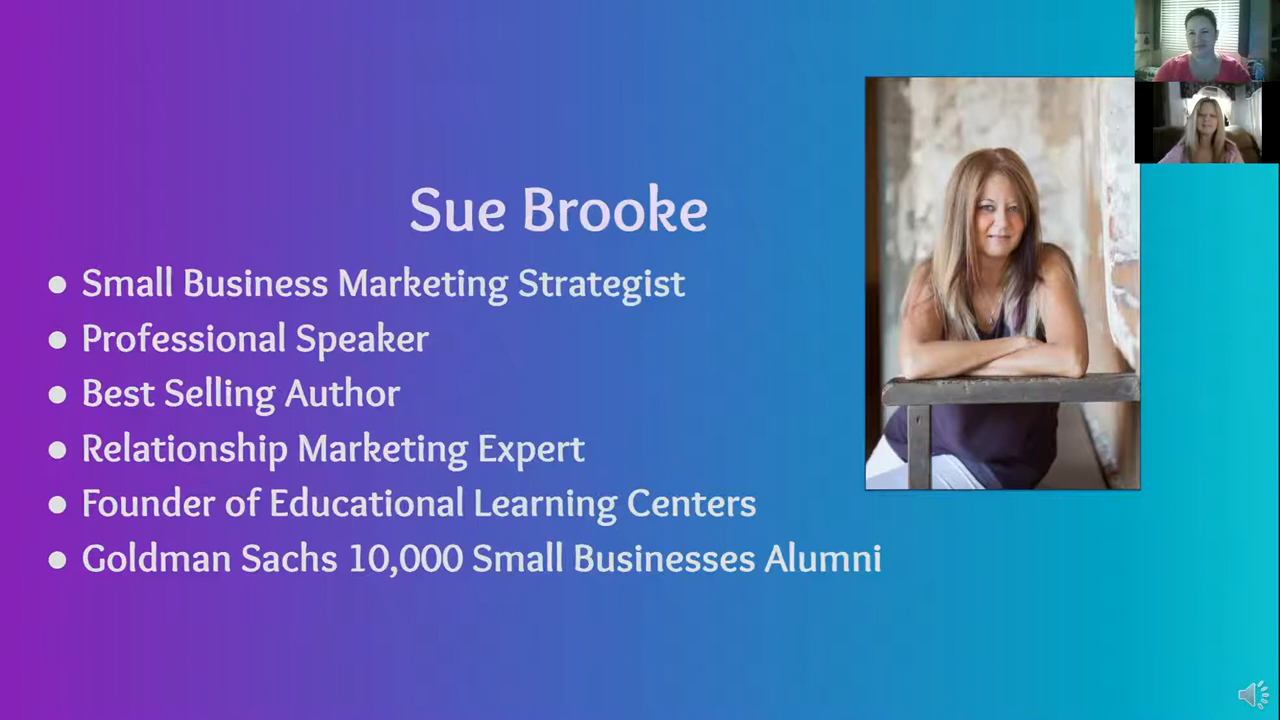 Sue Brooke
● Small Business Marketing Strategist
● Professional Speaker
● Best Selling Author
● Relationship Marketing Expert
● Founder of Educational Learning Centers
● Goldman Sachs 10,000 Small Businesses Alumni